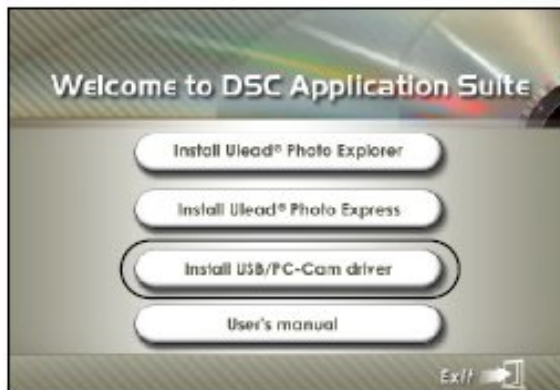 Welcome to DSC Application Suite
Install Ulead® Photo Explorer
Install Ulead® Photo Express
Install USB/PC-Cam driver
User's manual
Exit